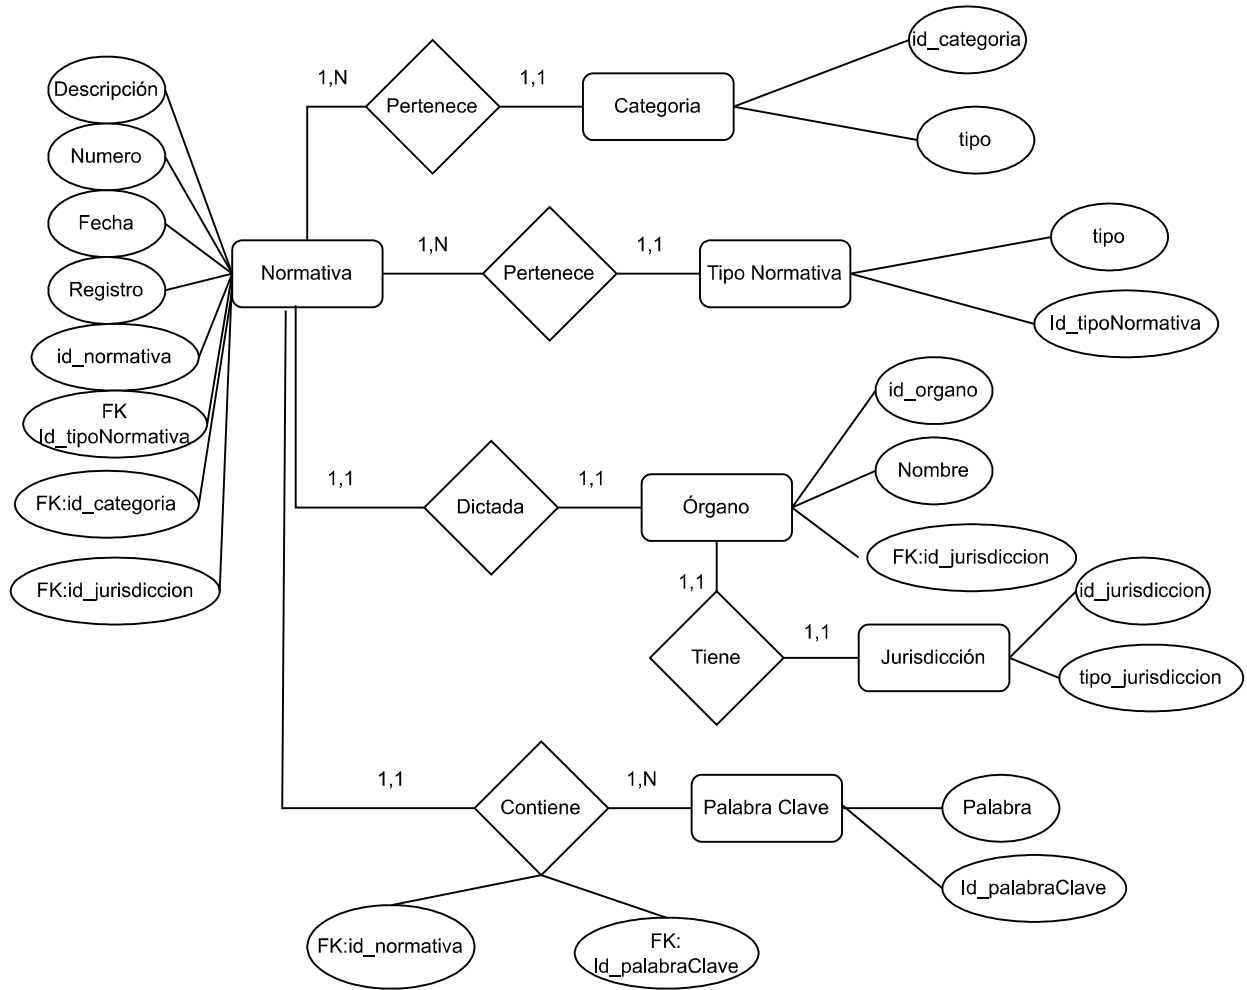 id_categoria
1,N
1,1
Descripción
Pertenece
Categoria
tipo
Numero
Fecha
tipo
1,N
1,1
Normativa
Pertenece
Tipo Normativa
Registro
Id_tipoNormativa
id_normativa
id_organo
FK
Id_tipoNormativa
Nombre
1,1
1,1
FK:id_categoria
Dictada
Órgano
FK:id_jurisdiccion
1,1
FK:id_jurisdiccion
id_jurisdiccion
1,1
Tiene
Jurisdicción
tipo_jurisdiccion
1,1
1,N
Contiene
Palabra Clave
Palabra
Id_palabraClave
FK:id_normativa
FK:
Id_palabraClave